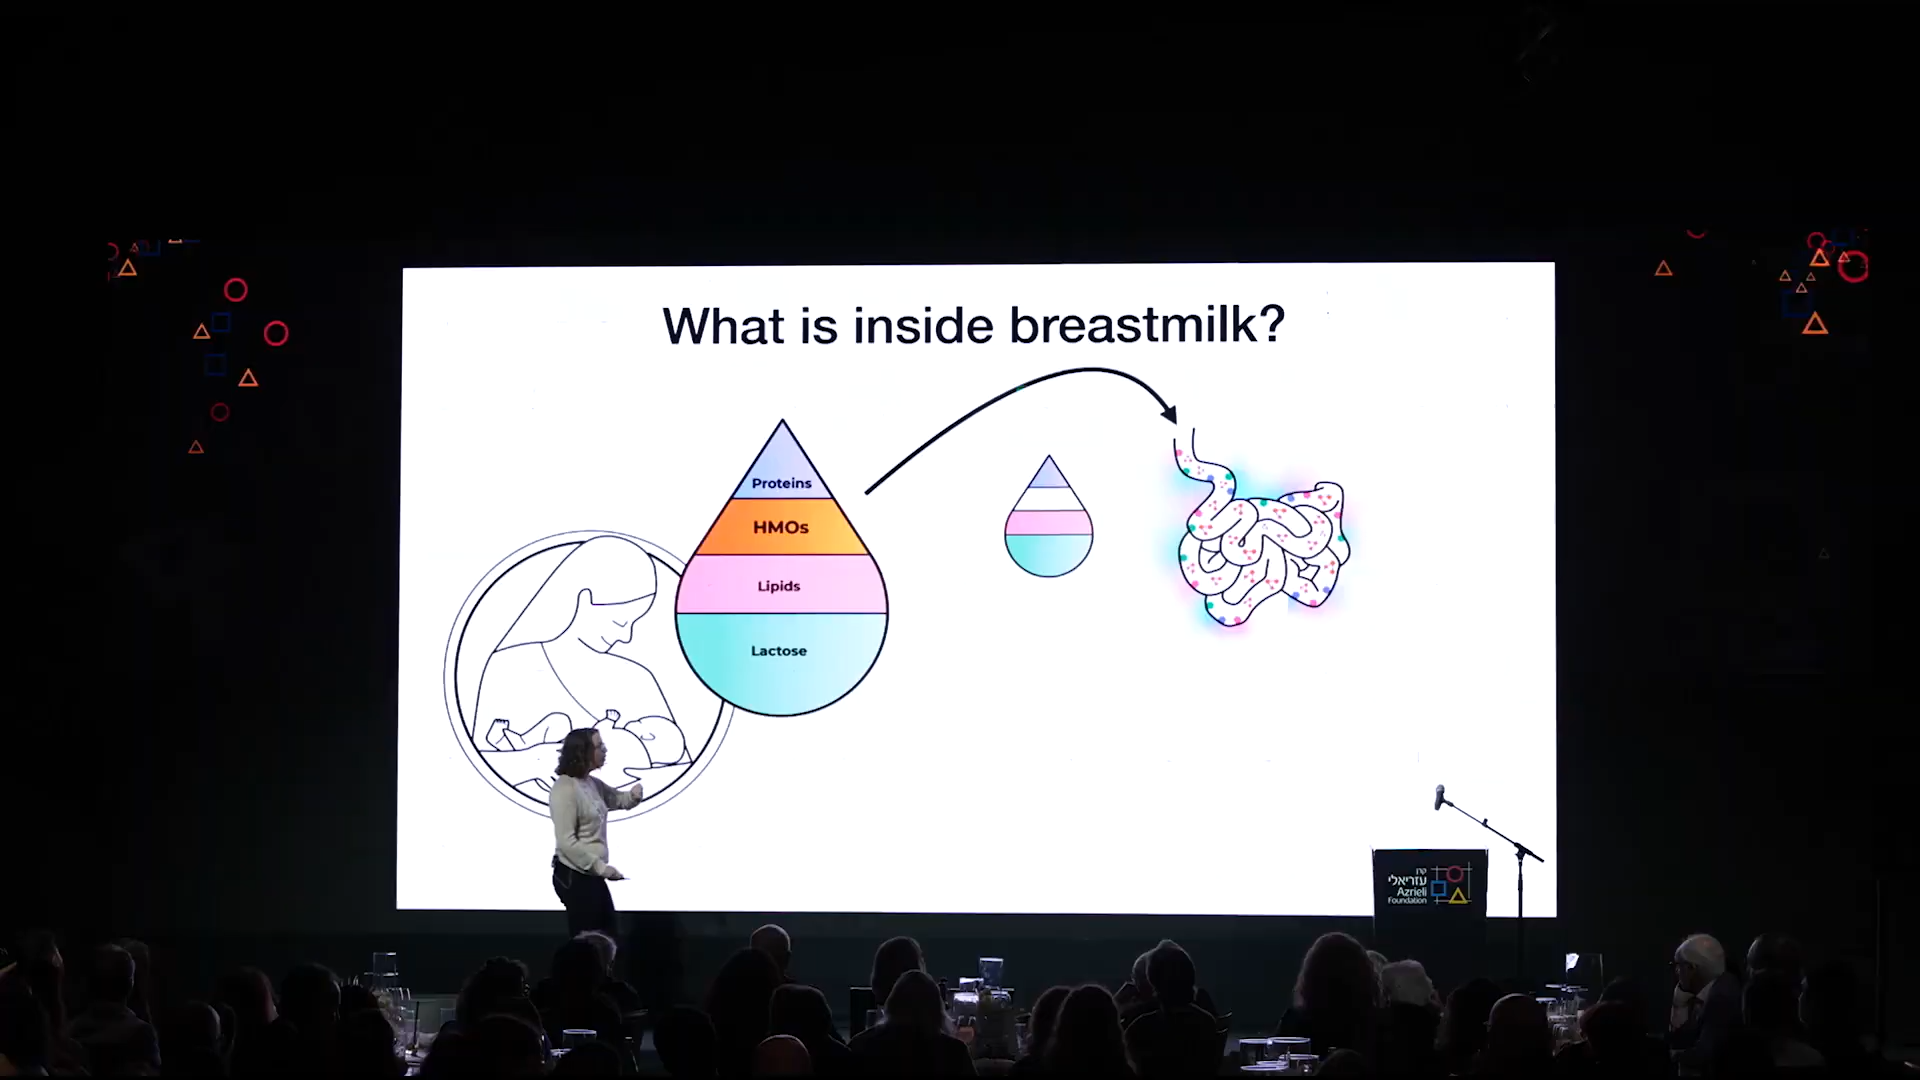 What is inside breastmilk?
Proteins
HMOs
Lipids
Lactose
קרן
עזריאלי
Azrieli
Foundation